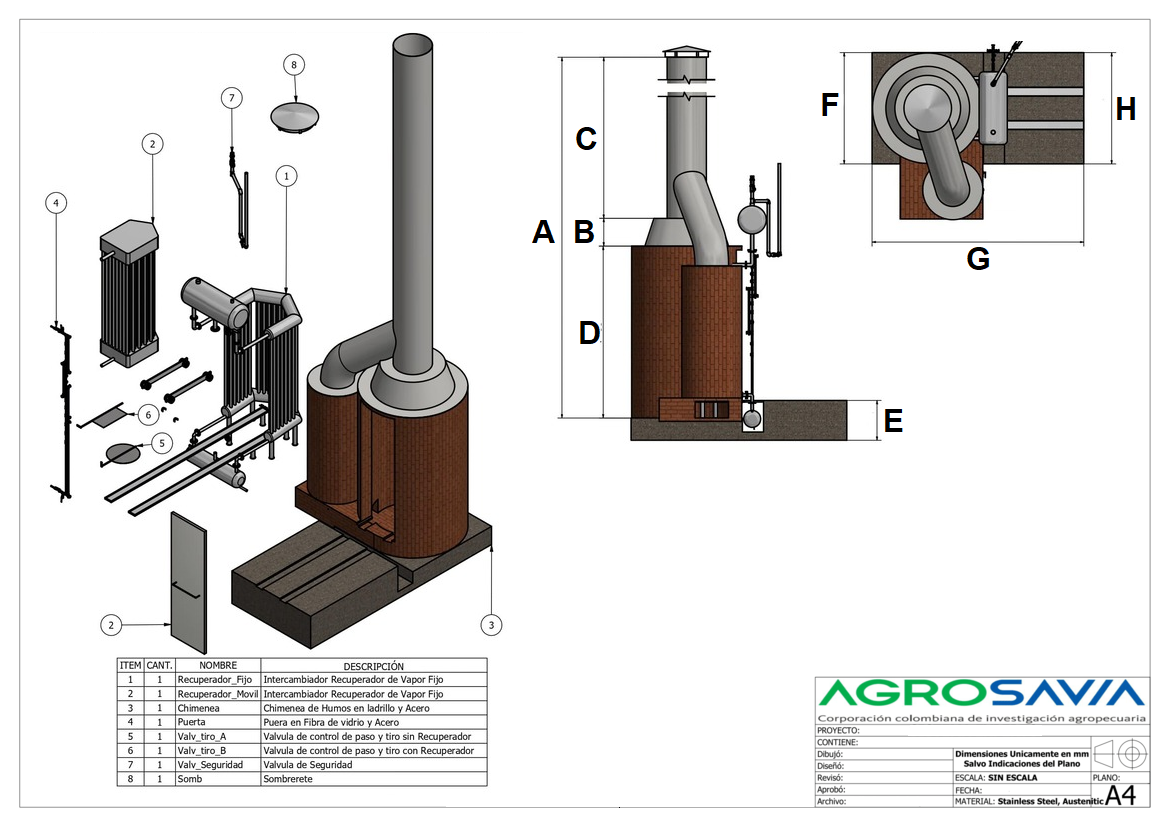 8
7
2
1
4
6
5
2
3
A
B
C
D
E
F
G
H
ITEM CANT. NOMBRE DESCRIPCIÓN
1 1 Recuperador_Fijo Intercambiador Recuperador de Vapor Fijo
2 1 Recuperador_Movil Intercambiador Recuperador de Vapor Fijo
3 1 Chimenea Chimenea de Humos en ladrillo y Acero
4 1 Puerta Puera en Fibra de vidrio y Acero
5 1 Valv_tiro_A Valvula de control de paso y tiro sin Recuperador
6 1 Valv_tiro_B Valvula de control de paso y tiro con Recuperador
7 1 Valv_Seguridad Valvula de Seguridad
8 1 Somb Sombrerete
AGROSAVIA
Corporación colombiana de investigación agropecuaria
PROYECTO:
CONTIENE:
Dibujó:
Diseñó:
Revisó:
Aprobó:
Archivo:
Dimensiones Unicamente en mm
Salvo Indicaciones del Plano
ESCALA: SIN ESCALA
PLANO:
FECHA:
MATERIAL: Stainless Steel, Austenitic
A4